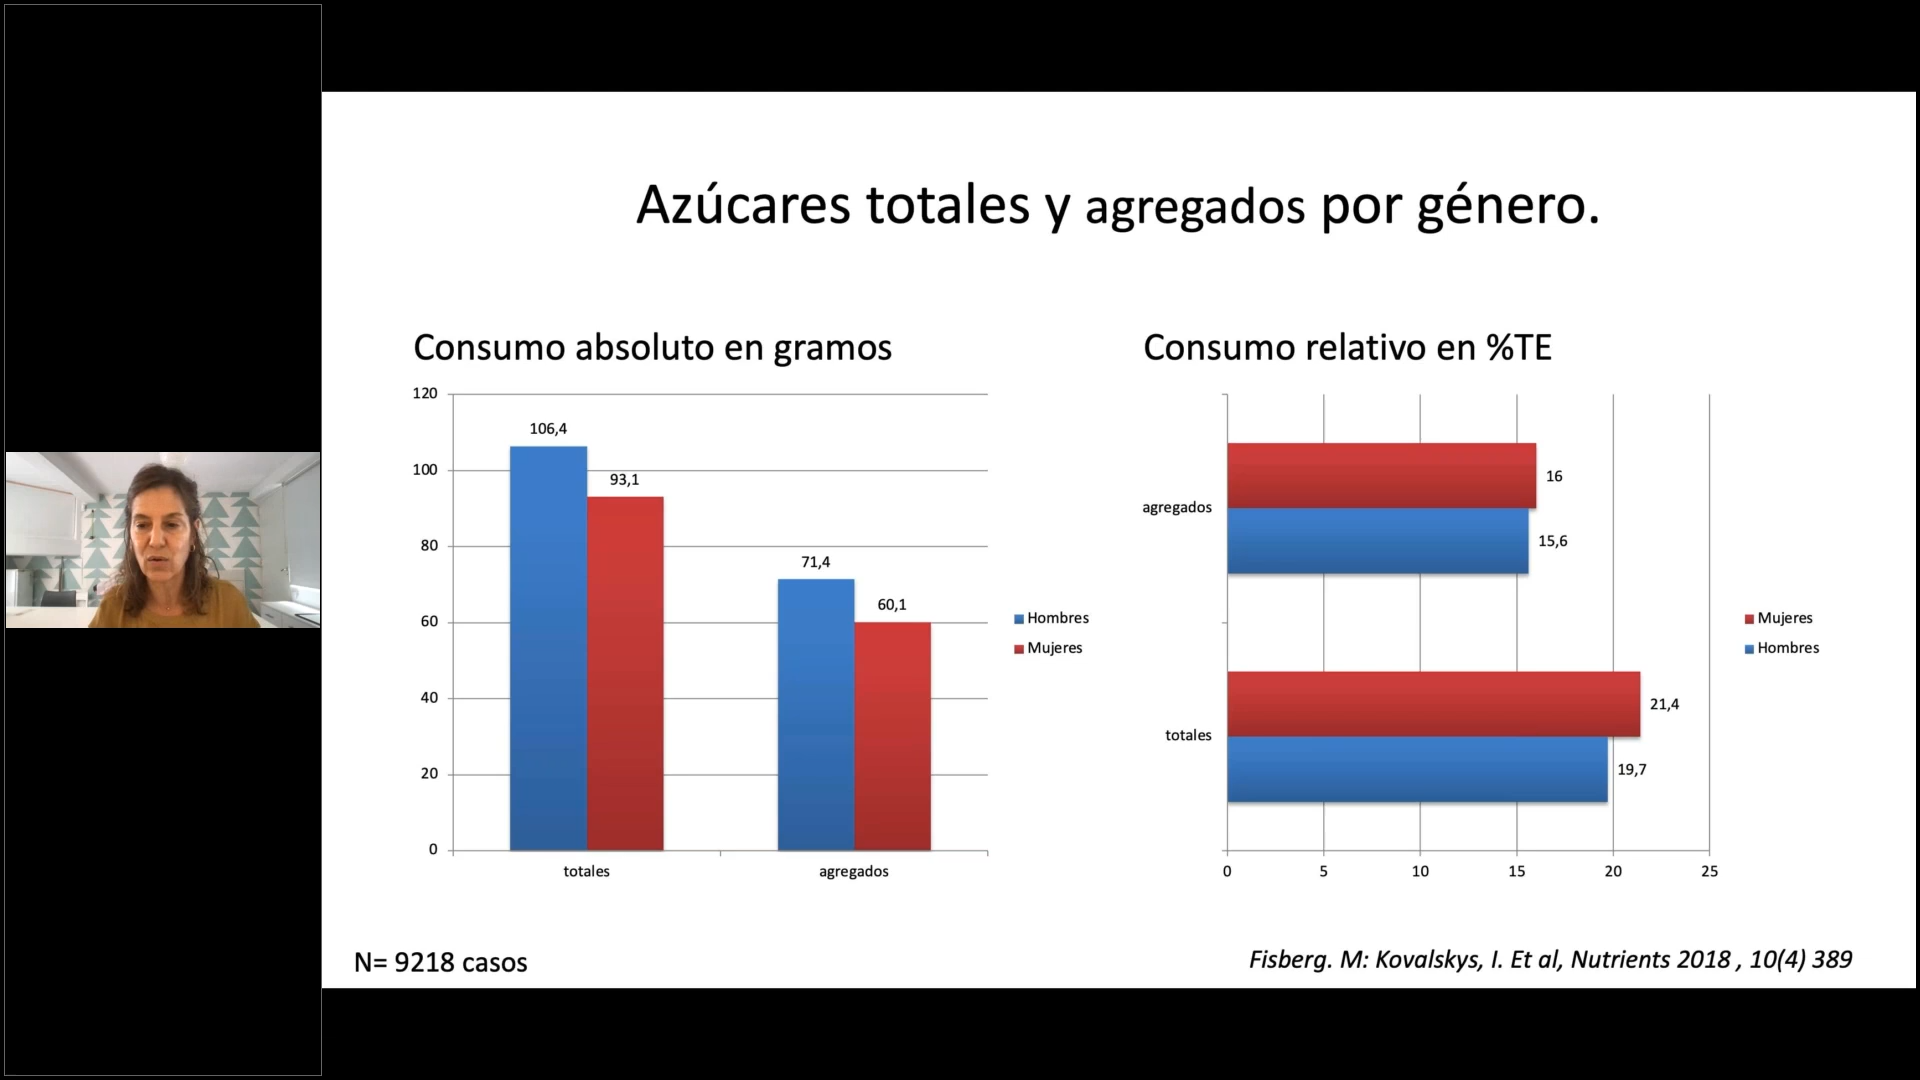 Azúcares totales y agregados por género.
Consumo absoluto en gramos
120
100
80
60
40
20
0
106,4
93,1
71,4
60,1
totales
agregados
Hombres
Mujeres
Consumo relativo en %TE
agregados
16
15,6
totales
21,4
19,7
0 5 10 15 20 25
Mujeres
Hombres
N= 9218 casos
Fisberg. M: Kovalskys, I. Et al, Nutrients 2018 , 10(4) 389